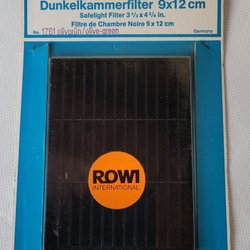 Dunkelkammerfilter 9x12 cm
Safelight Filter 3 ½ x 4 ¾ in.
Filtre de Chambre Noire 9 x 12 cm
No. 1761 olivgrün/olive-green Germany
ROWI
INTERNATIONAL